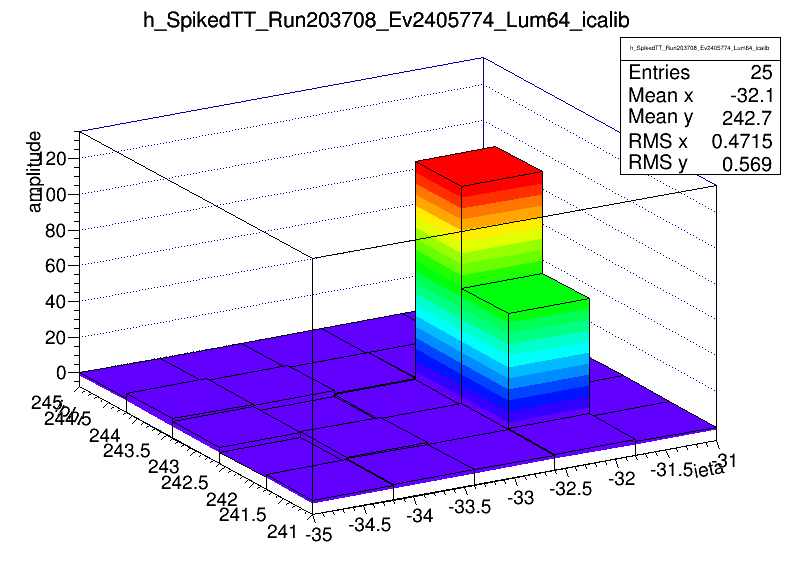 h_SpikedTT_Run203708_Ev2405774_Lum64_icalib
h_SpikedTT_Run203708_Ev2405774_Lum64_icalib
Entries 25
Mean x -32.1
Mean y 242.7
RMS x 0.4715
RMS y 0.569
amplitude
120
100
80
60
40
20
0
245
244.5
244
243.5
243
242.5
242
241.5
241
-35
-34.5
-34
-33.5
-33
-32.5
-32
-31.5
-31
ieta